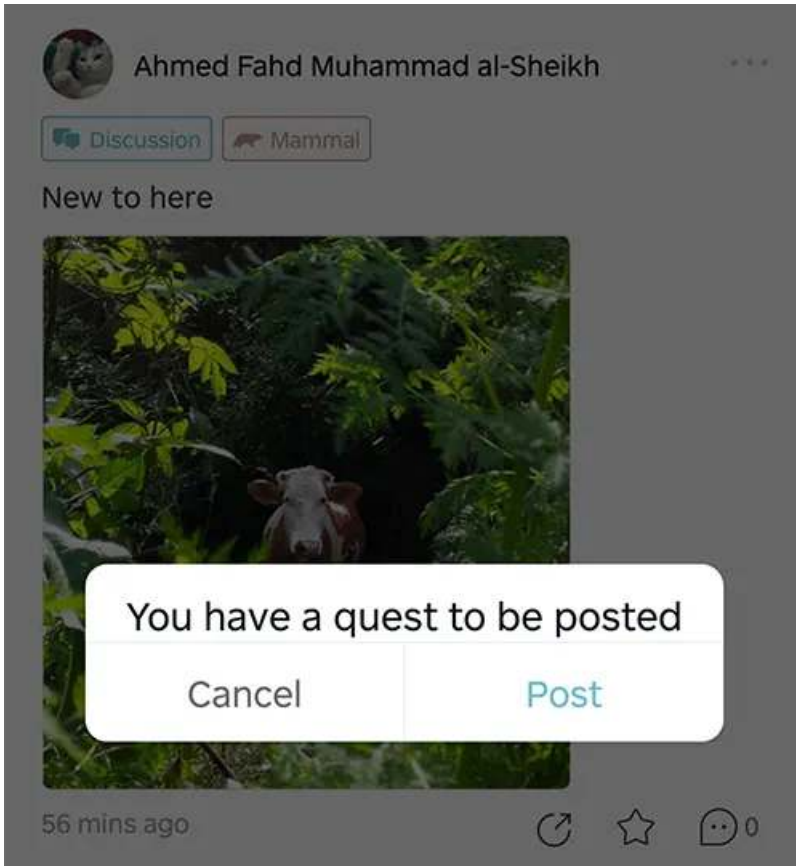 Ahmed Fahd Muhammad al-Sheikh
Discussion Mammal
New to here
You have a quest to be posted
Cancel Post
56 mins ago 0